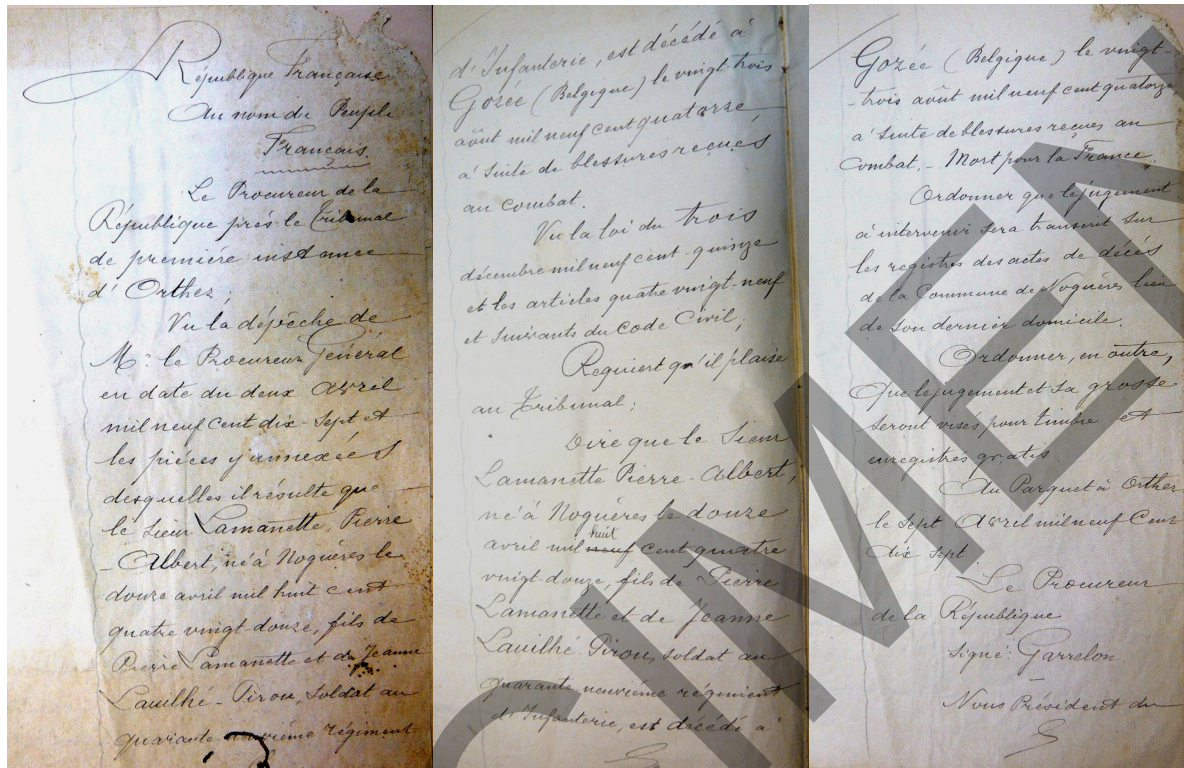 République Française
Au nom du Peuple
Français
Le Procureur de la
République près le Tribunal
de première instance
d'Orthez;
Vu la dépêche de
M. le Procureur Général
en date du deux Avril
mil neuf cent dix-sept et
les pièces y annexées
desquelles il résulte que
le sieur Lamanette, Pierre
-Albert, né à Noguères le
douze avril mil huit cent
quatre vingt-douze, fils de
Pierre Lamanette et de Jeanne
Lauilhé-Pirou, soldat au
quarante neuvième régiment
d'Infanterie, est décédé à
Gozée (Belgique) le vingt trois
août mil neuf cent quatorze
à suite de blessures reçues
au combat.
Vu la loi du trois
décembre mil neuf cent-quinze
et les articles quatre vingt-neuf
et suivants du Code Civil;
Requiert qu'il plaise
au Tribunal;
Dire que le sieur
Lamanette Pierre-Albert,
né à Noguères le douze
avril mil neuf huit cent quatre
vingt-douze, fils de Pierre
Lamanette et de Jeanne
Lauilhé-Pirou, soldat au
quarante neuvième régiment
d'Infanterie, est décédé à
Gozée (Belgique) le vingt-
-trois août mil neuf cent quatorze,
à suite de blessures recues au
combat. - Mort pour la France.
Ordonner que le jugement
à intervenir sera transcrit sur
les registres des actes de décès
de la Commune de Noguères lieu
de son dernier domicile.
Ordonner, en outre,
Que le jugement et sa grosse
seront visés pour timbre et
enregistrés gratis
Au Parquet à Orthez
le sept Avril mil neuf Cent
dix sept
Le Procureur
de la République
Signé: Garrelon
Nous Président du